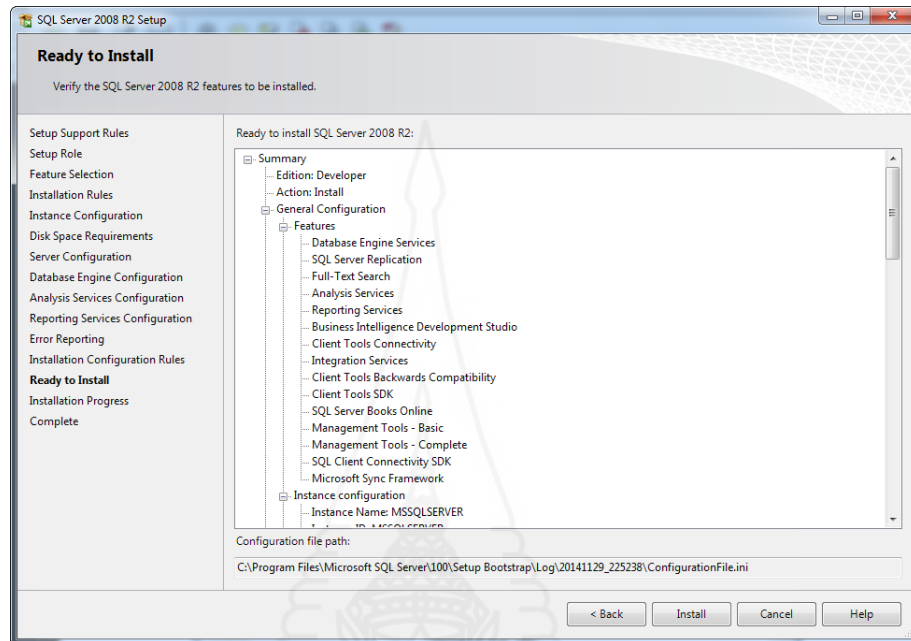 SQL Server 2008 R2 Setup
Ready to Install
Verify the SQL Server 2008 R2 features to be installed.
Setup Support Rules
Setup Role
Feature Selection
Installation Rules
Instance Configuration
Disk Space Requirements
Server Configuration
Database Engine Configuration
Analysis Services Configuration
Reporting Services Configuration
Error Reporting
Installation Configuration Rules
Ready to Install
Installation Progress
Complete
Ready to install SQL Server 2008 R2:
Summary
Edition: Developer
Action: Install
General Configuration
Features
Database Engine Services
SQL Server Replication
Full-Text Search
Analysis Services
Reporting Services
Business Intelligence Development Studio
Client Tools Connectivity
Integration Services
Client Tools Backwards Compatibility
Client Tools SDK
SQL Server Books Online
Management Tools - Basic
Management Tools - Complete
SQL Client Connectivity SDK
Microsoft Sync Framework
Instance configuration
Instance Name: MSSQLSERVER
Instance ID: MSSQLSERVER
Configuration file path:
C:\Program Files\Microsoft SQL Server\100\Setup Bootstrap\Log\20141129_225238\ConfigurationFile.ini
< Back
Install
Cancel
Help